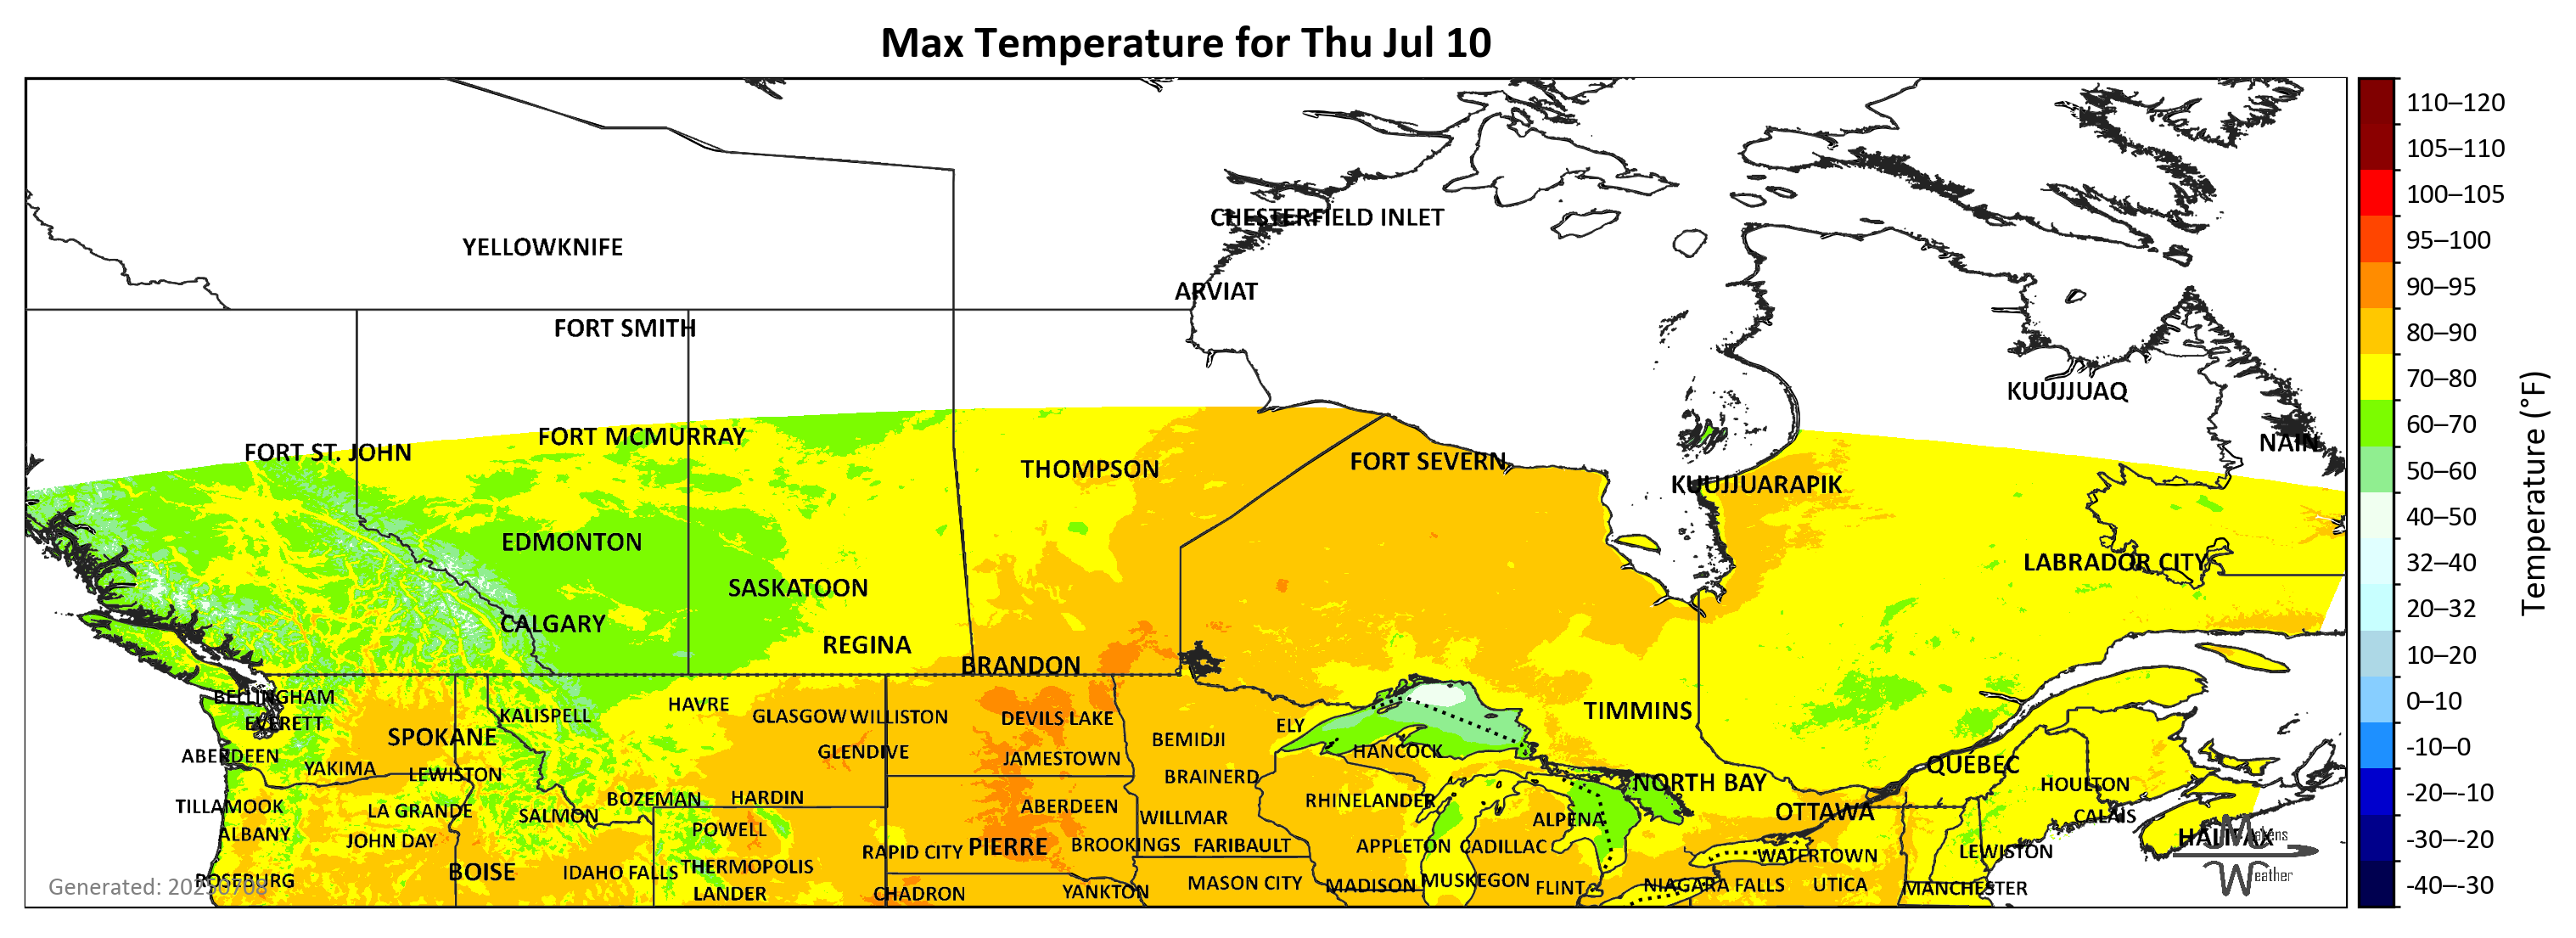 Max Temperature for Thu Jul 10
110–120
105–110
CHESTERFIELD INLET
100–105
YELLOWKNIFE
95–100
ARVIAT
90–95
FORT SMITH
80–90
KUUJJUAQ
70–80
FORT ST. JOHN
FORT MCMURRAY
NAIN
60–70
THOMPSON
FORT SEVERN
50–60
KUUJJUARAPIK
40–50
EDMONTON
LABRADOR CITY
32–40
SASKATOON
20–32
CALGARY
REGINA
10–20
BRANDON
Temperature (°F)
BELLINGHAM
HAVRE
0–10
EVERETT
KALISPELL
GLASGOW
WILLISTON
DEVILS LAKE
ELY
TIMMINS
SPOKANE
BEMIDJI
-10–0
ABERDEEN
GLENDIVE
JAMESTOWN
HANCOCK
QUÉBEC
YAKIMA
LEWISTON
BRAINERD
NORTH BAY
HOULTON
-20–-10
TILLAMOOK
LA GRANDE
SALMON
BOZEMAN
HARDIN
ABERDEEN
WILLMAR
RHINELANDER
ALPENA
OTTAWA
CALAIS
ALBANY
JOHN DAY
POWELL
RAPID CITY
PIERRE
BROOKINGS
FARIBAULT
APPLETON
CADILLAC
WATERTOWN
LEWISTON
HALIFAX
Makens
Weather
-30–-20
BOISE
IDAHO FALLS
THERMOPOLIS
ROSEBURG
Generated: 20250708
LANDER
CHADRON
YANKTON
MASON CITY
MADISON
MUSKEGON
FLINT
NIAGARA FALLS
UTICA
MANCHESTER
-40–-30